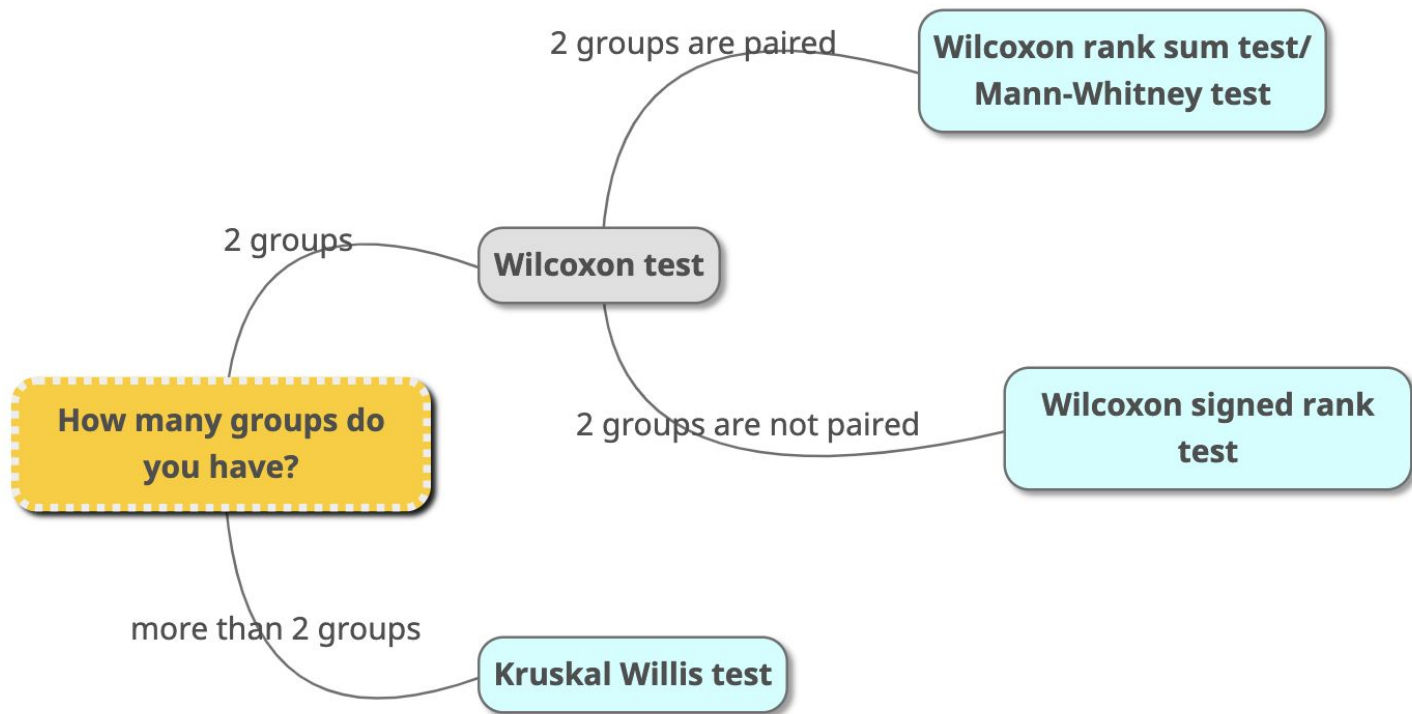 2 groups are paired
Wilcoxon rank sum test/
Mann-Whitney test
2 groups
Wilcoxon test
How many groups do
you have?
2 groups are not paired
Wilcoxon signed rank
test
more than 2 groups
Kruskal Willis test